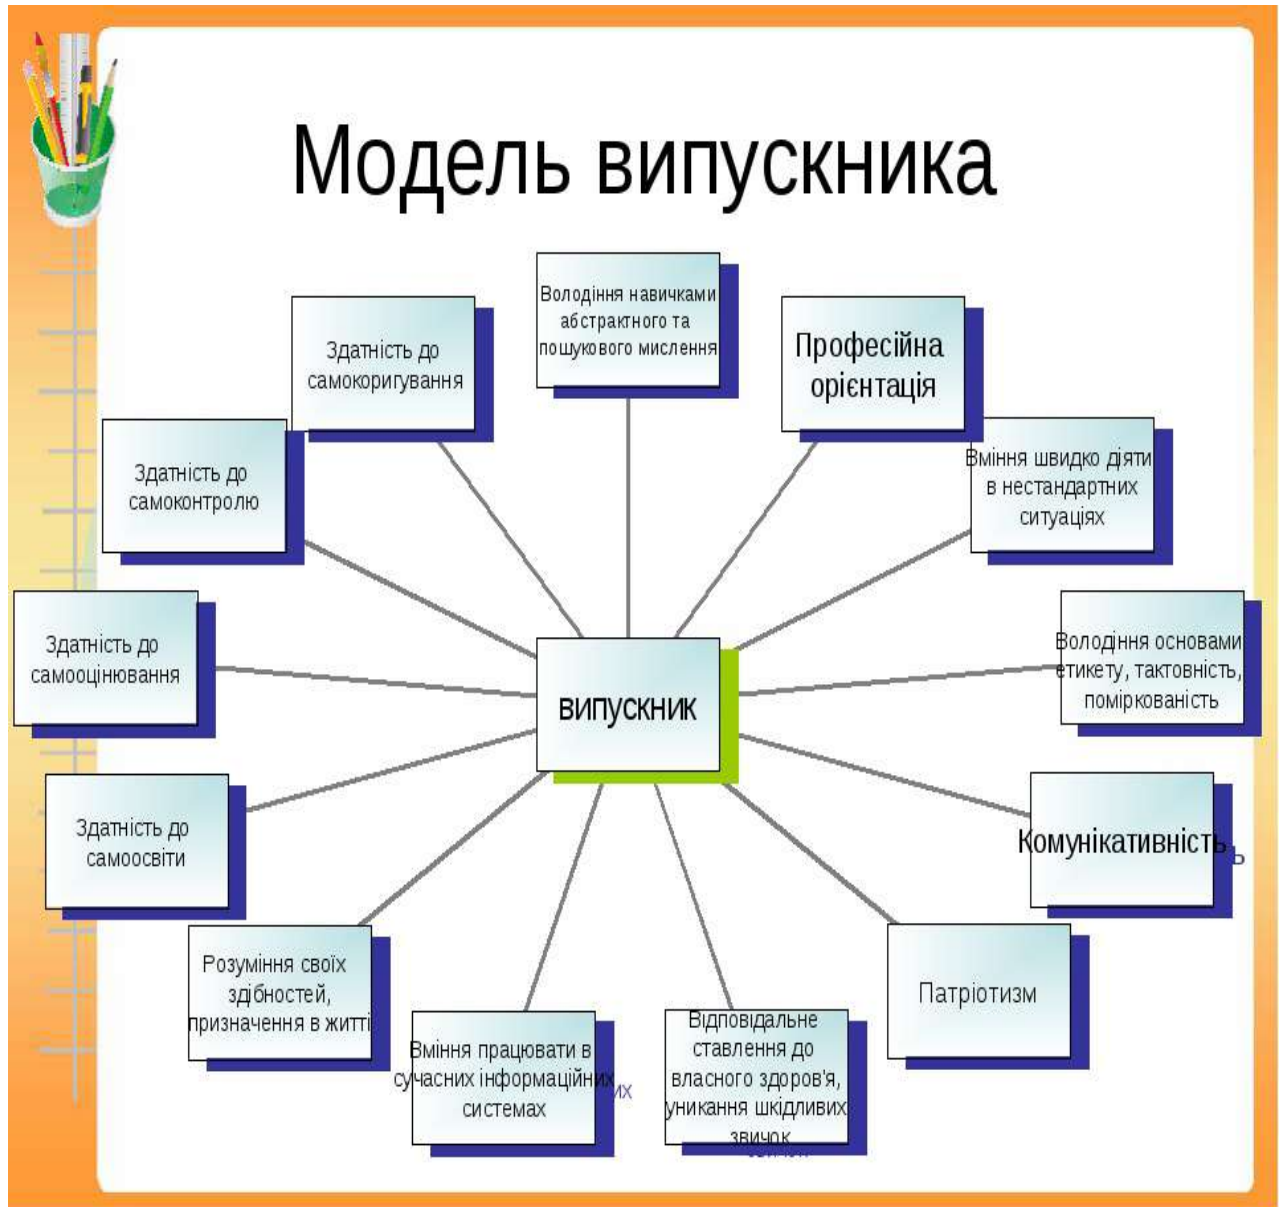 Модель випускника
Володіння навичками
абстрактного та
пошукового мислення
Професійна
орієнтація
Вміння швидко діяти
в нестандартних
ситуаціях
Володіння основами
етикету, тактовність,
поміркованість
Комунікативність
Патріотизм
Відповідальне
ставлення до
власного здоров'я,
уникання шкідливих
звичок
Вміння працювати в
сучасних інформаційних
системах
Розуміння своїх
здібностей,
призначення в житті
Здатність до
самоосвіти
Здатність до
самооцінювання
Здатність до
самоконтролю
Здатність до
самокоригування
випускник